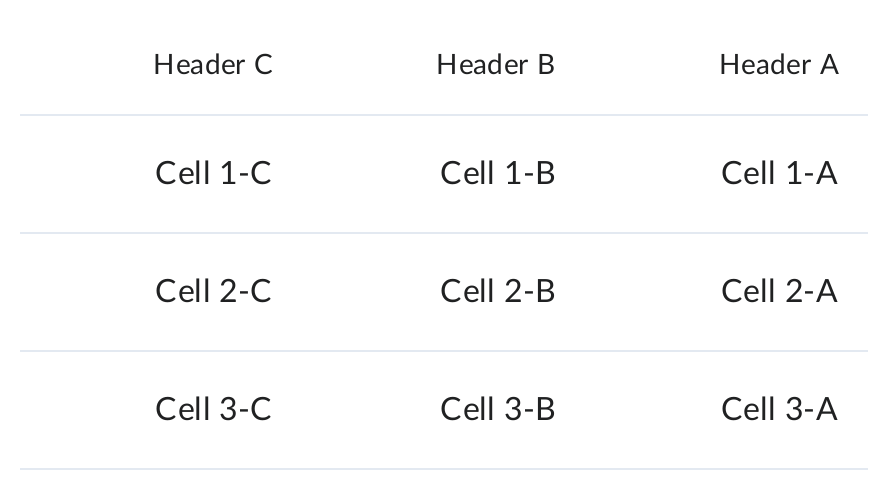 Header C Header B Header A
Cell 1-C Cell 1-B Cell 1-A
Cell 2-C Cell 2-B Cell 2-A
Cell 3-C Cell 3-B Cell 3-A